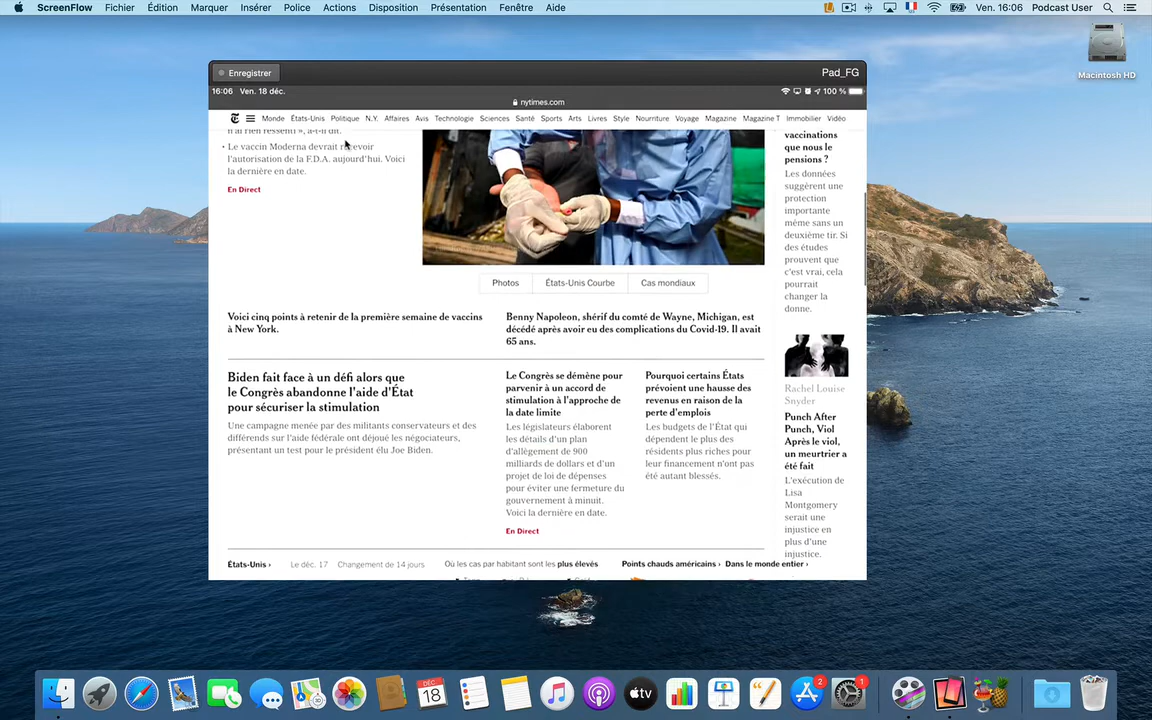 ScreenFlow Fichier Édition Marquer Insérer Police Actions Disposition Présentation Fenêtre Aide Ven. 16:06 Podcast User
Macintosh HD
Enregistrer Pad_FG
16:06 Ven. 18 déc. 100 %
nytimes.com
Monde États-Unis Politique N.Y. Affaires Avis Technologie Sciences Santé Sports Arts Livres Style Nourriture Voyage Magazine Magazine T Immobilier Vidéo
n'ai rien ressenti », a-t-il dit.
• Le vaccin Moderna devrait recevoir
l'autorisation de la F.D.A. aujourd'hui. Voici
la dernière en date.
En Direct
Photos États-Unis Courbe Cas mondiaux
Voici cinq points à retenir de la première semaine de vaccins
à New York.
Benny Napoleon, shérif du comté de Wayne, Michigan, est
décédé après avoir eu des complications du Covid-19. Il avait
65 ans.
Biden fait face à un défi alors que
le Congrès abandonne l'aide d'État
pour sécuriser la stimulation
Une campagne menée par des militants conservateurs et des
différends sur l'aide fédérale ont déjoué les négociateurs,
présentant un test pour le président élu Joe Biden.
Le Congrès se démène pour
parvenir à un accord de
stimulation à l'approche de
la date limite
Les législateurs élaborent
les détails d'un plan
d'allègement de 900
milliards de dollars et d'un
projet de loi de dépenses
pour éviter une fermeture du
gouvernement à minuit.
Voici la dernière en date.
En Direct
Pourquoi certains États
prévoient une hausse des
revenus en raison de la
perte d'emplois
Les budgets de l'État qui
dépendent le plus des
résidents plus riches pour
leur financement n'ont pas
été autant blessés.
vaccinations
que nous le
pensions ?
Les données
suggèrent une
protection
importante
même sans un
deuxième tir. Si
des études
prouvent que
c'est vrai, cela
pourrait
changer la
donne.
Rachel Louise
Snyder
Punch After
Punch, Viol
Après le viol,
un meurtrier a
été fait
L'exécution de
Lisa
Montgomery
serait une
injustice en
plus d'une
injustice.
États-Unis › Le déc. 17 Changement de 14 jours Où les cas par habitant sont les plus élevés Points chauds américains › Dans le monde entier ›
DÉC
18
tv
2
1